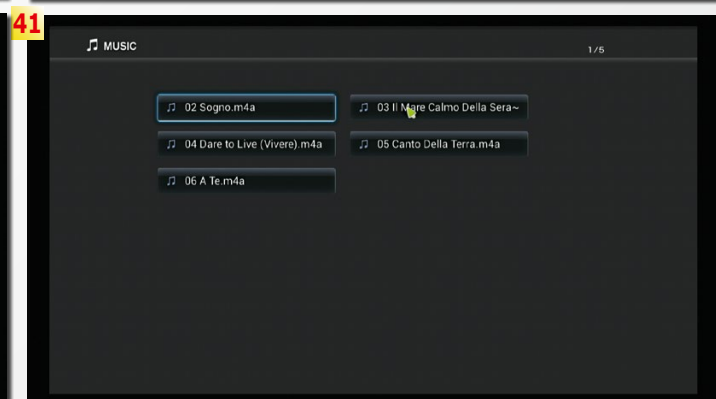 41
MUSIC
1/5
02 Sogno.m4a
03 Il Mare Calmo Della Sera~
04 Dare to Live (Vivere).m4a
05 Canto Della Terra.m4a
06 A Te.m4a